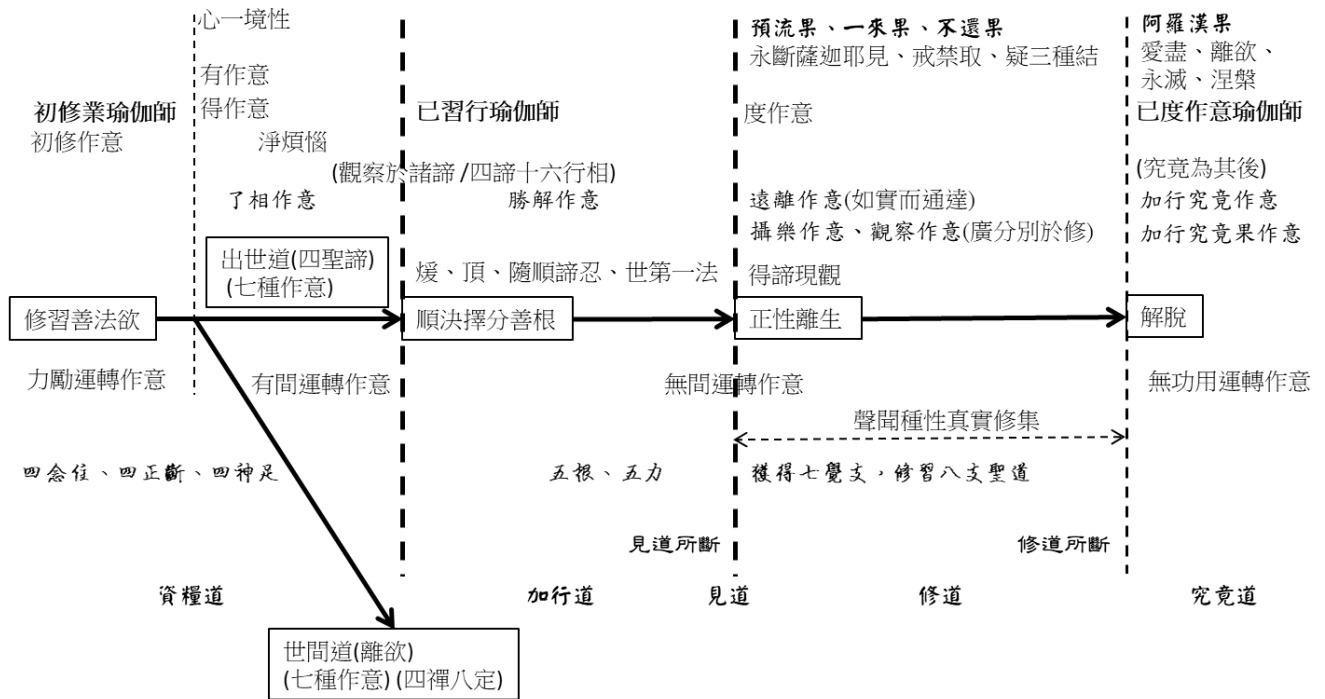 心一境性
預流果、一來果、不還果
阿羅漢果
永斷薩迦耶見、戒禁取、疑三種結
愛盡、離欲、
永滅、涅槃
有作意
初修業瑜伽師
得作意
已習行瑜伽師
度作意
已度作意瑜伽師
初修作意
淨煩惱
(觀察於諸諦/四諦十六行相)
(究竟為其後)
了相作意
勝解作意
遠離作意(如實而通達)
加行究竟作意
攝樂作意、觀察作意(廣分別於修)
加行究竟果作意
出世道(四聖諦)
(七種作意)
煖、頂、隨順諦忍、世第一法
得諦現觀
修習善法欲
順決擇分善根
正性離生
解脫
力勵運轉作意
有間運轉作意
無間運轉作意
無功用運轉作意
聲聞種性真實修集
四念住、四正斷、四神足
五根、五力
獲得七覺支，修習八支聖道
見道所斷
修道所斷
資糧道
加行道
見道
修道
究竟道
世間道(離欲)
(七種作意)(四禪八定)